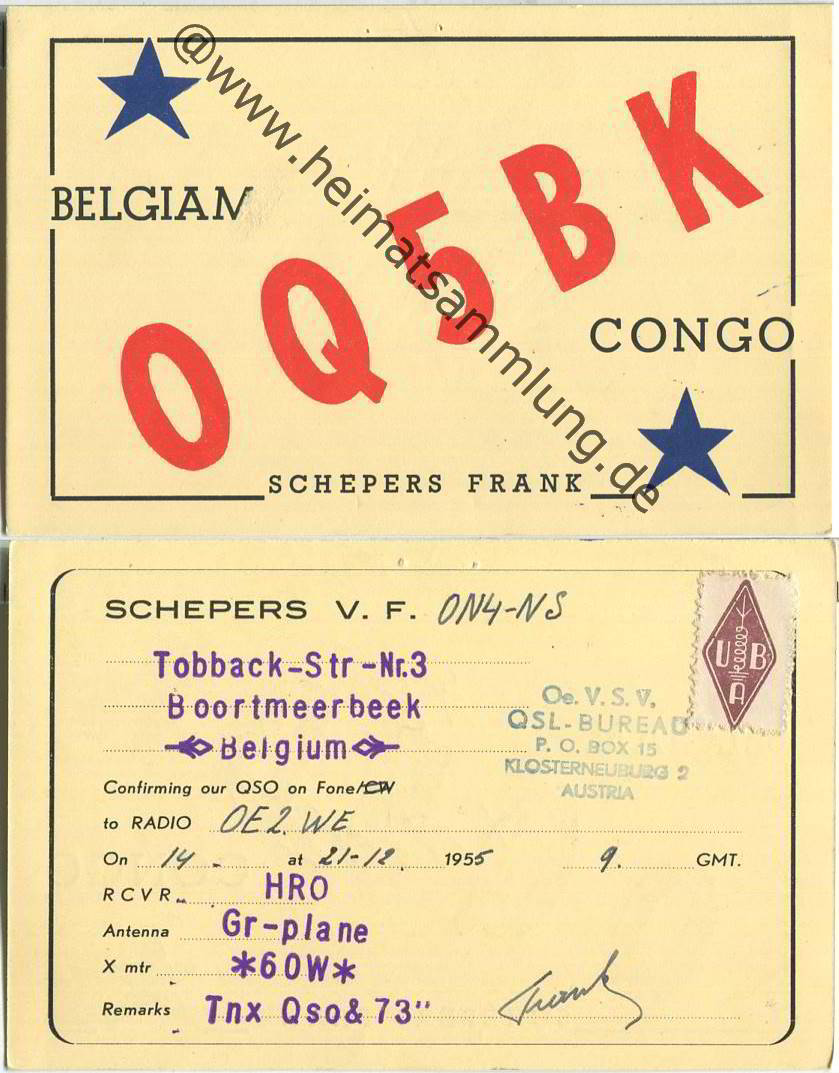 @www.heimatsammlung.de
BELGIAN
OQ5BK
CONGO
SCHEPERS FRANK
SCHEPERS V. F. ON4-NS
UBA
Tobback-Str-Nr.3
Boortmeerbeek
Belgium
Oe. V. S. V.
QSL-BUREAU
P. O. BOX 15
KLOSTERNEUBURG 2
AUSTRIA
Confirming our QSO on Fone/CW
to RADIO OE2WE
On 14 at 21-12. 1955 9. GMT.
RCVR HRO
Antenna Gr-plane
X mtr *60W*
Remarks Tnx Qso& 73"
Frank